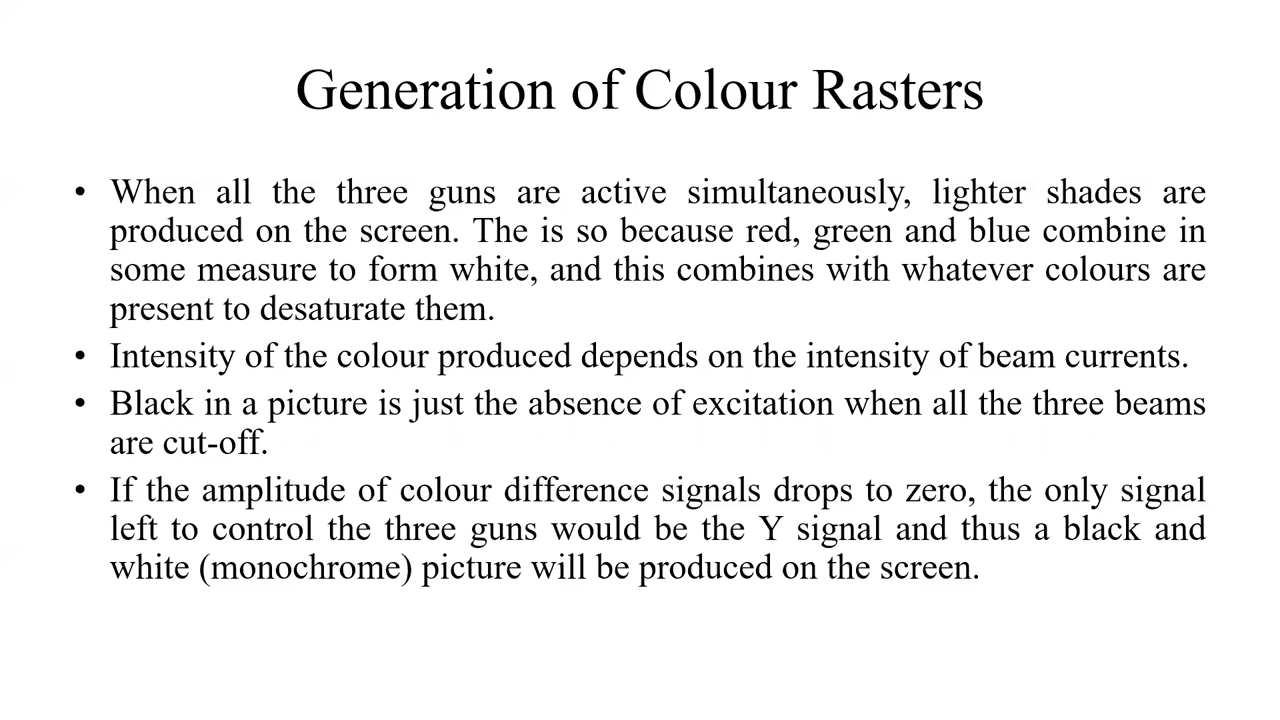 Generation of Colour Rasters
• When all the three guns are active simultaneously, lighter shades are
produced on the screen. The is so because red, green and blue combine in
some measure to form white, and this combines with whatever colours are
present to desaturate them.
• Intensity of the colour produced depends on the intensity of beam currents.
• Black in a picture is just the absence of excitation when all the three beams
are cut-off.
• If the amplitude of colour difference signals drops to zero, the only signal
left to control the three guns would be the Y signal and thus a black and
white (monochrome) picture will be produced on the screen.